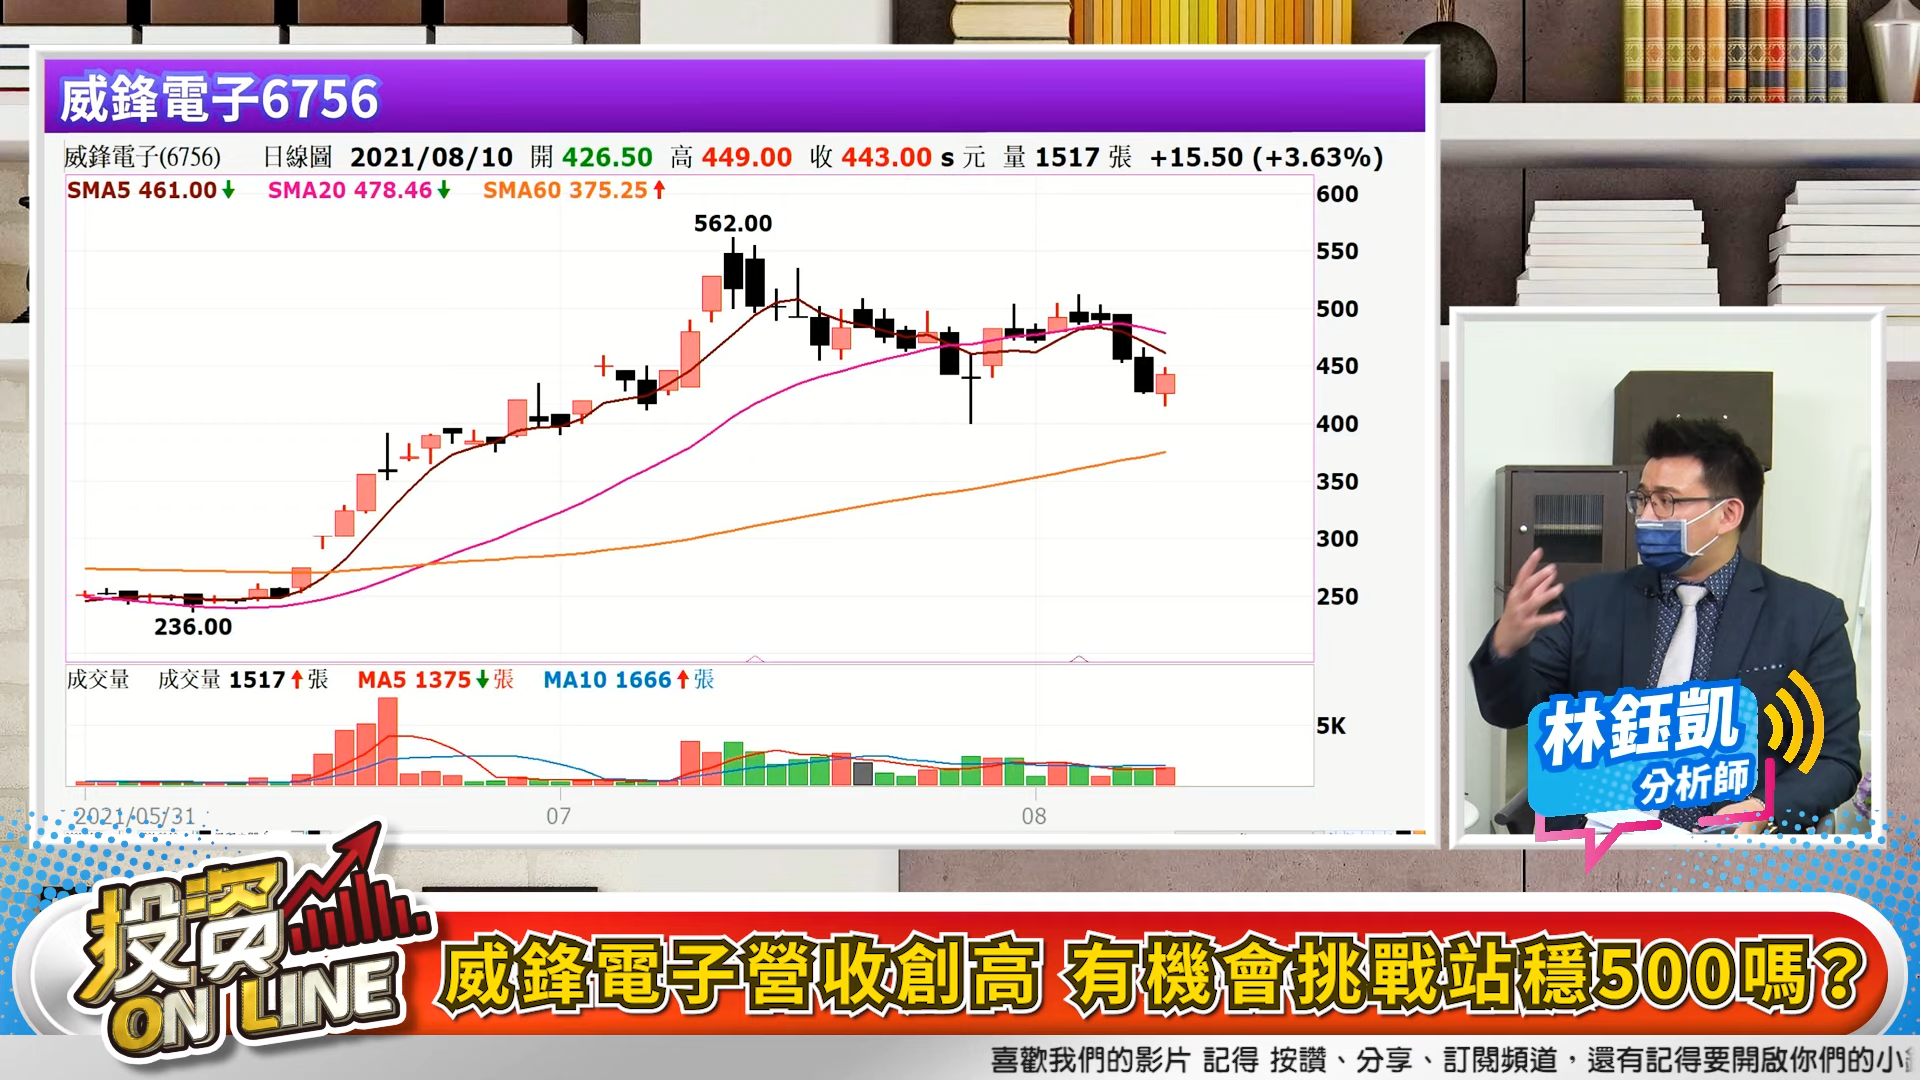 威鋒電子6756
威鋒電子(6756) 日線圖 2021/08/10 開 426.50 高 449.00 收 443.00 s 元 量 1517 張 +15.50 (+3.63%)
SMA5 461.00↓ SMA20 478.46↓ SMA60 375.25↑
600
562.00
550
500
450
400
350
300
250
236.00
成交量 成交量 1517↑張 MA5 1375↓張 MA10 1666↑張
5K
2021/05/31 07 08
林鈺凱
分析師
投資
ON LINE
威鋒電子營收創高 有機會挑戰站穩500嗎?
喜歡我們的影片 記得 按讚、分享、訂閱頻道，還有記得要開啟你們的小